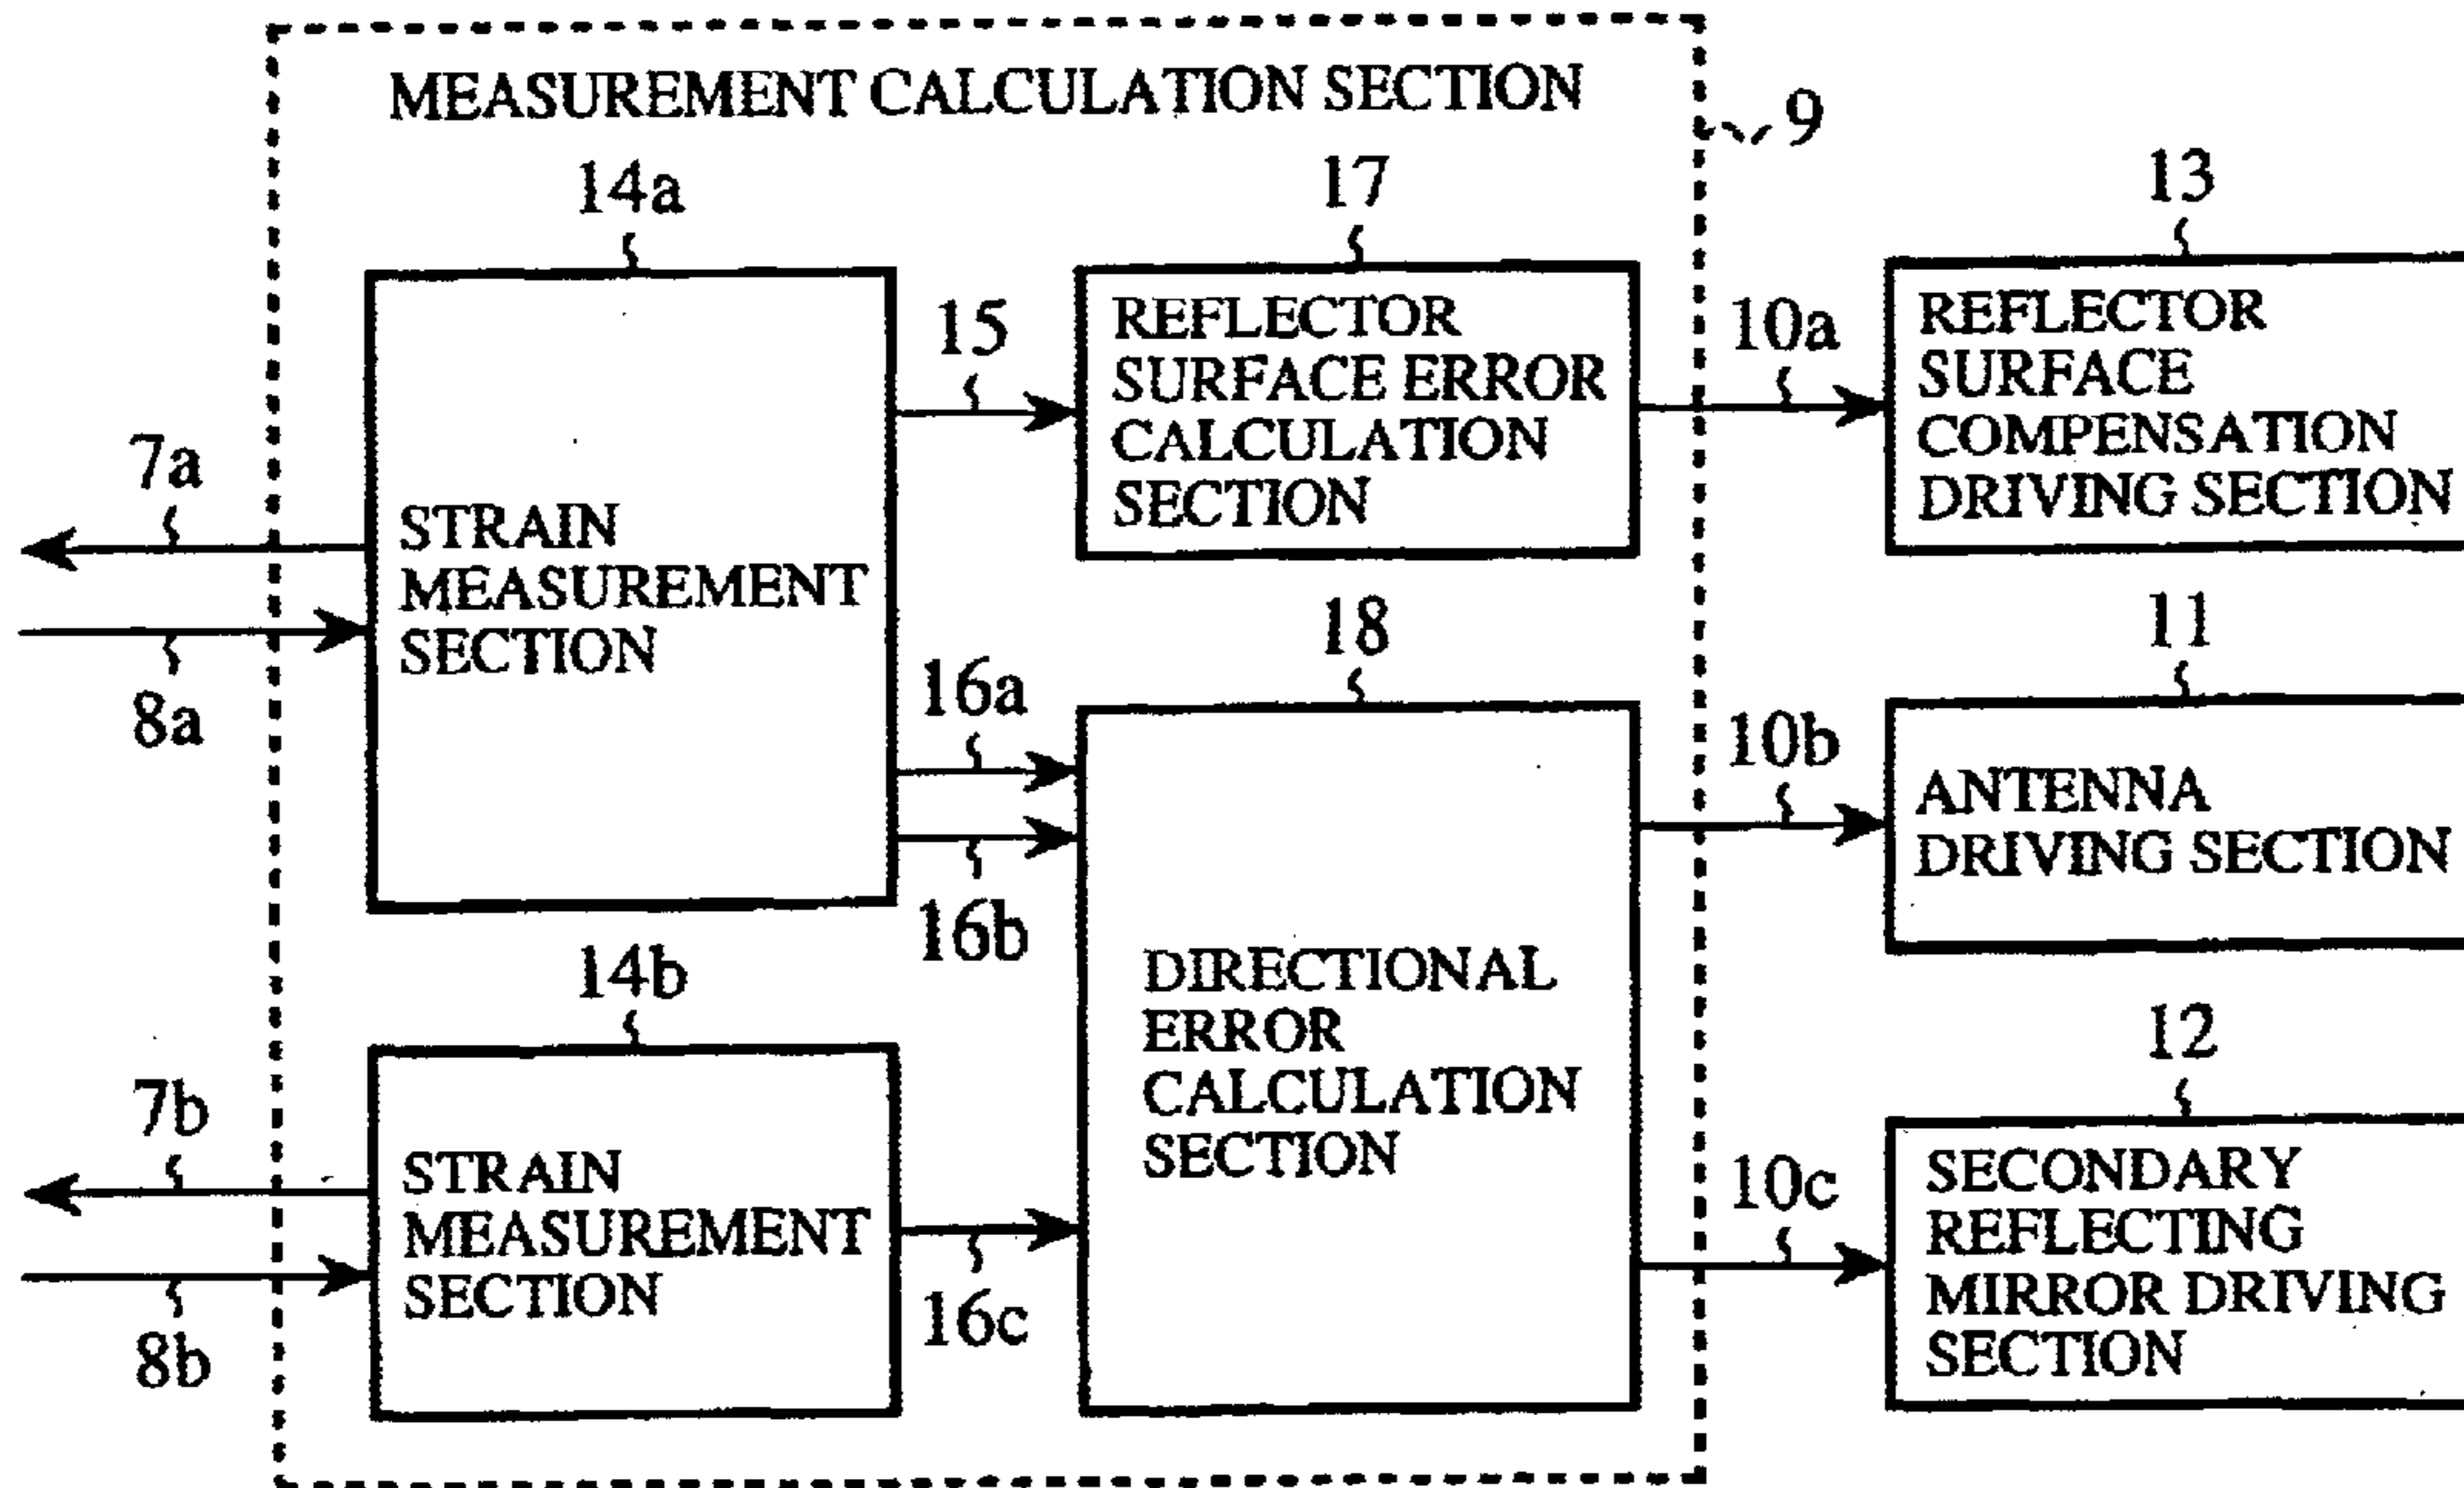 MEASUREMENT CALCULATION SECTION
9
14a
17
13
15
REFLECTOR
SURFACE ERROR
CALCULATION
SECTION
10a
REFLECTOR
SURFACE
COMPENSATION
DRIVING SECTION
7a
8a
STRAIN
MEASUREMENT
SECTION
16a
16b
18
10b
11
ANTENNA
DRIVING SECTION
14b
DIRECTIONAL
ERROR
CALCULATION
SECTION
12
7b
8b
STRAIN
MEASUREMENT
SECTION
16c
10c
SECONDARY
REFLECTING
MIRROR DRIVING
SECTION